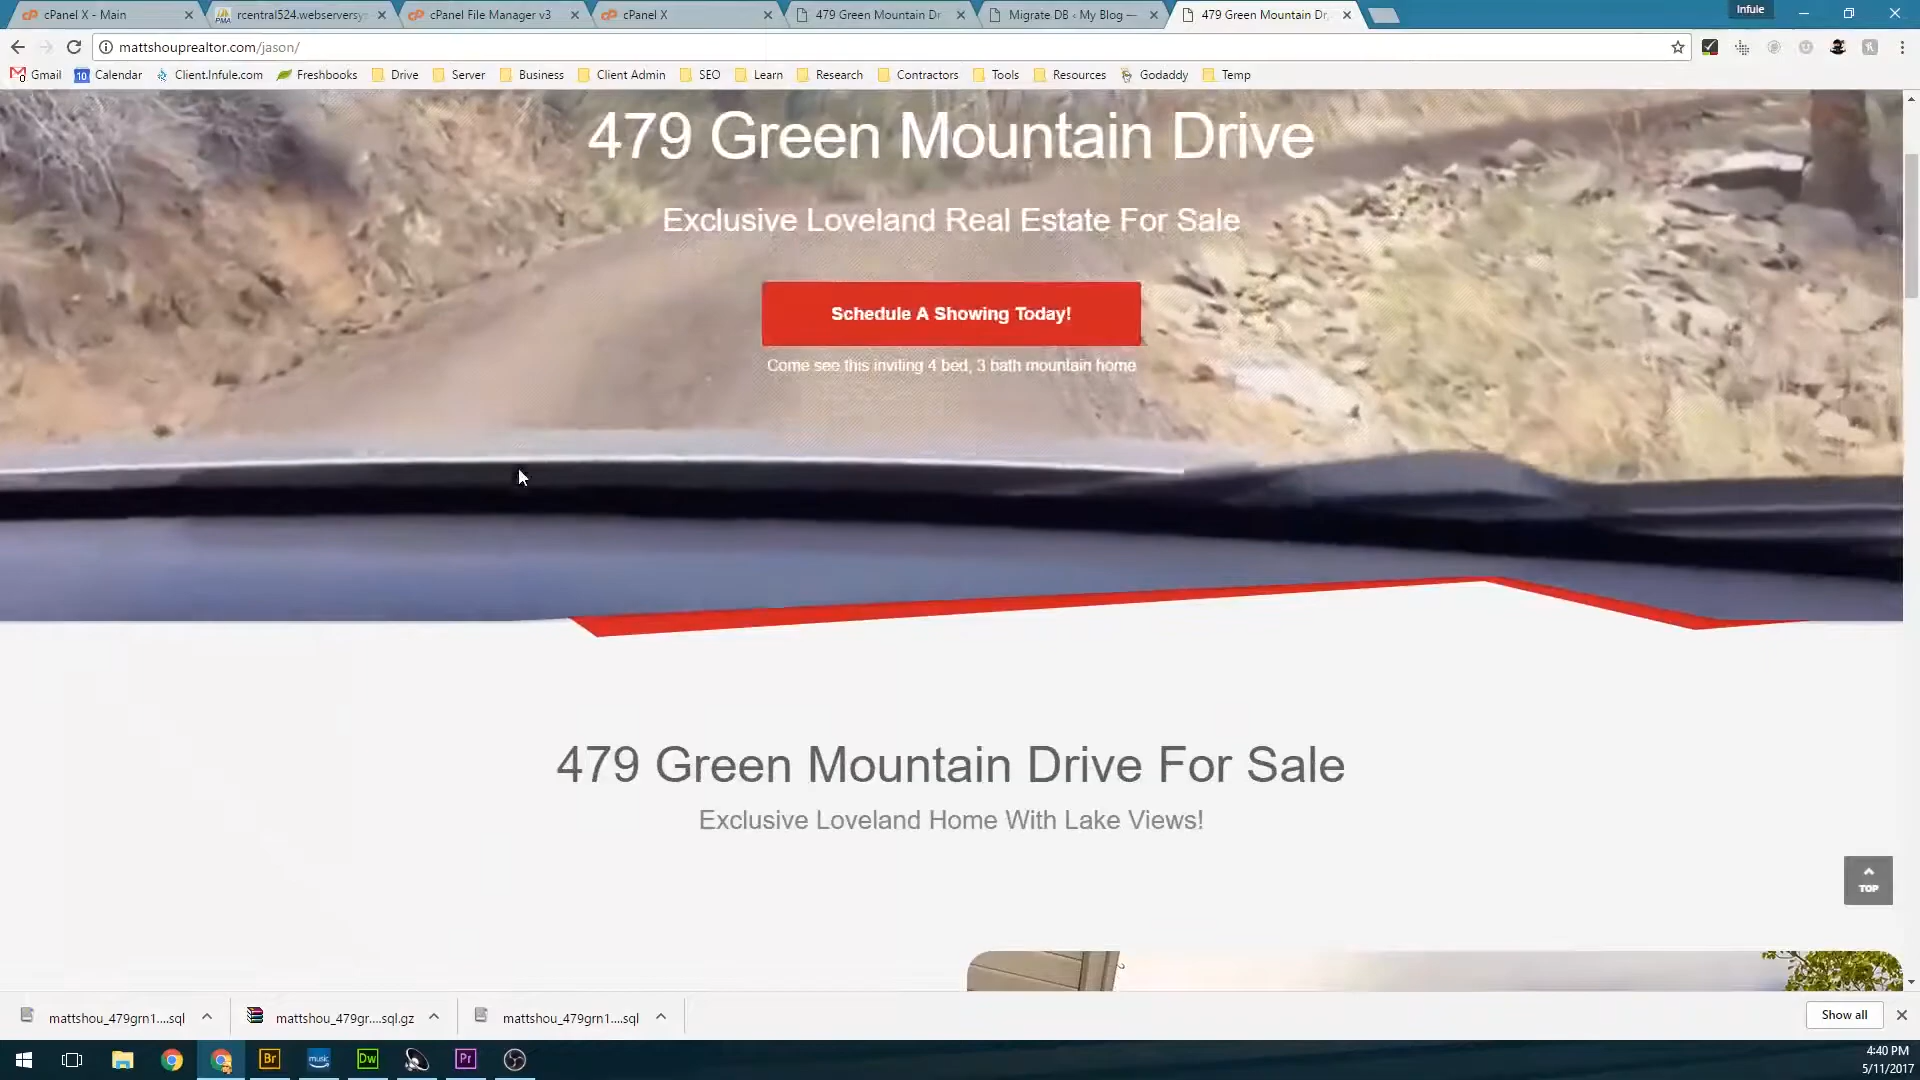 cPanel X - Main
rcentral524.webserversy
cPanel File Manager v3
cPanel X
479 Green Mountain Dr
Migrate DB ‹ My Blog —
479 Green Mountain Dr
Infule
mattshouprealtor.com/jason/
Gmail
10
Calendar
Client.Infule.com
Freshbooks
Drive
Server
Business
Client Admin
SEO
Learn
Research
Contractors
Tools
Resources
Godaddy
Temp
479 Green Mountain Drive
Exclusive Loveland Real Estate For Sale
Schedule A Showing Today!
Come see this inviting 4 bed, 3 bath mountain home
479 Green Mountain Drive For Sale
Exclusive Loveland Home With Lake Views!
TOP
mattshou_479grn1....sql
mattshou_479gr....sql.gz
mattshou_479grn1....sql
Show all
Br
music
Dw
Pr
4:40 PM
5/11/2017